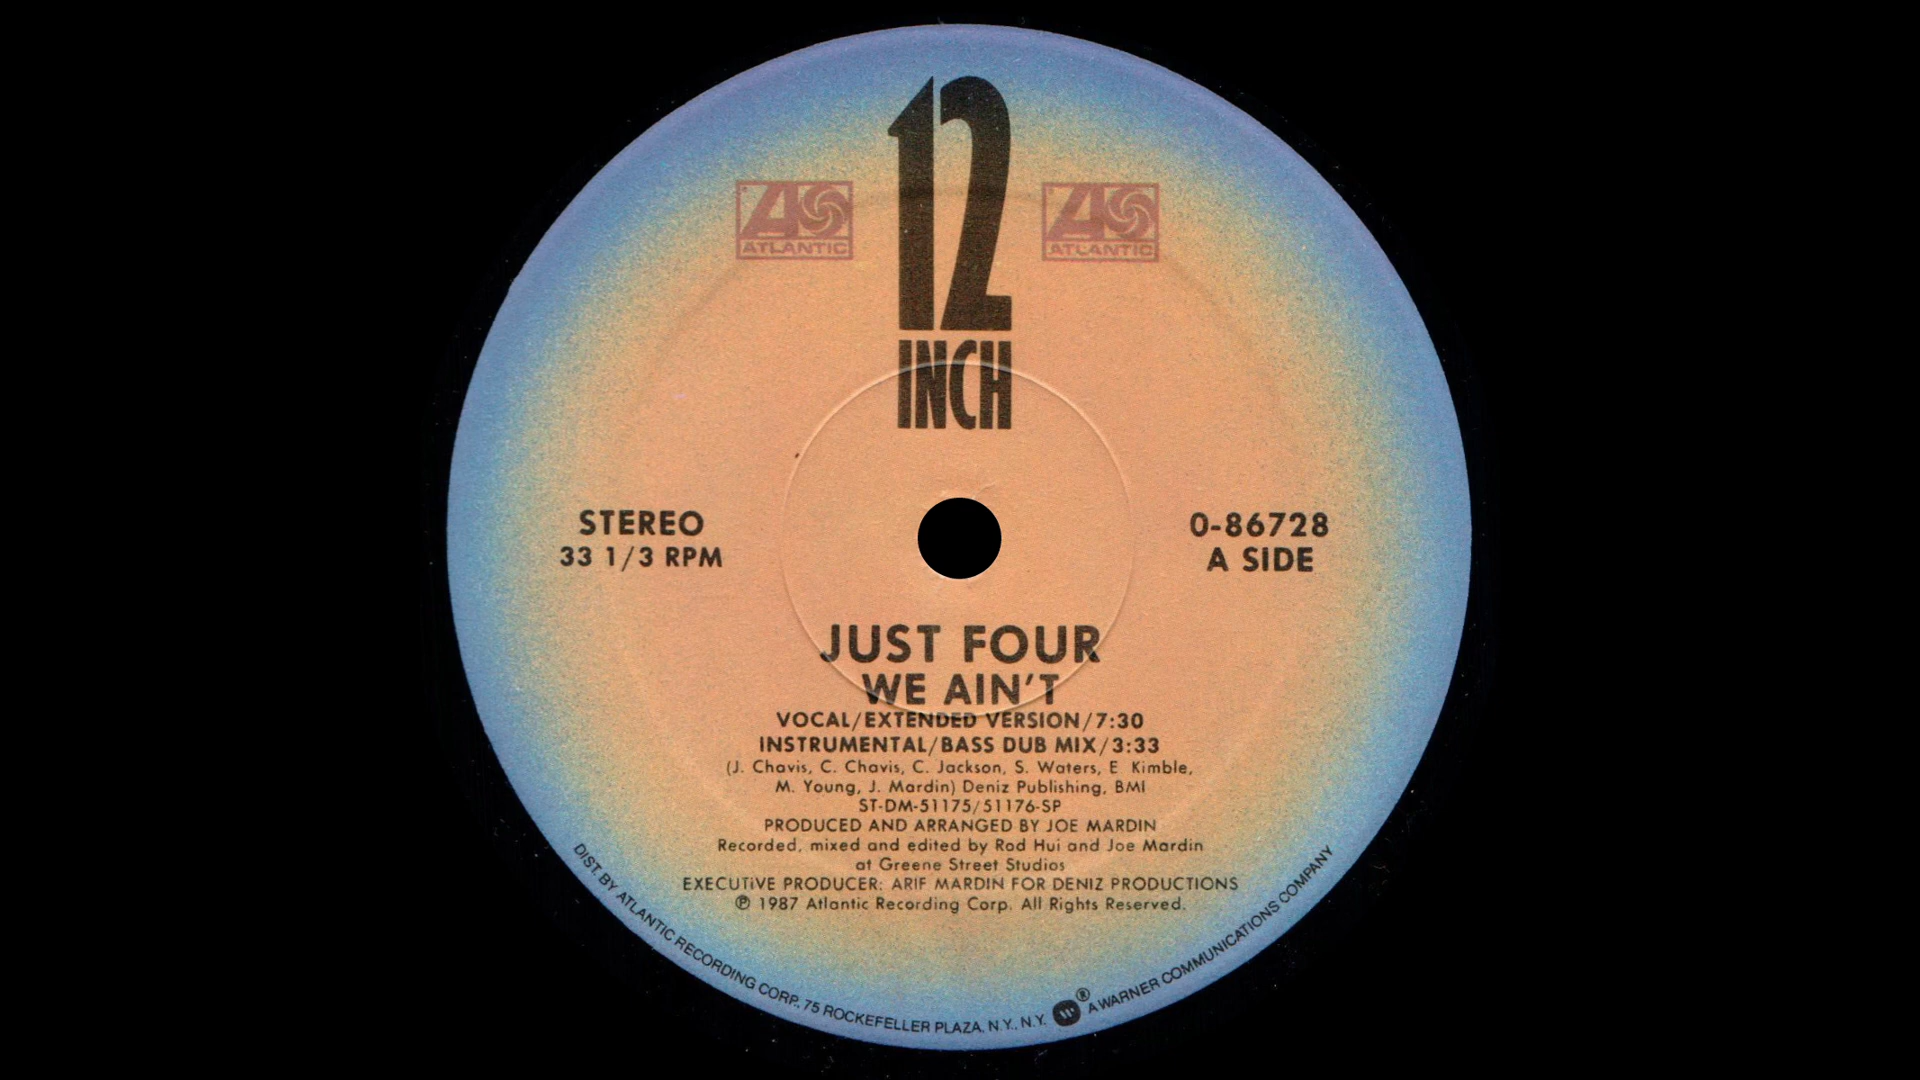 12
INCH
ATLANTIC
ATLANTIC
STEREO
33 1/3 RPM
0-86728
A SIDE
JUST FOUR
WE AIN'T
VOCAL/EXTENDED VERSION/7:30
INSTRUMENTAL/BASS DUB MIX/3:33
(J. Chavis, C. Chavis, C. Jackson, S. Waters, E. Kimble,
M. Young, J. Mardin) Deniz Publishing, BMI
ST-DM-51175/51176-SP
PRODUCED AND ARRANGED BY JOE MARDIN
Recorded, mixed and edited by Rod Hui and Joe Mardin
at Greene Street Studios
EXECUTIVE PRODUCER: ARIF MARDIN FOR DENIZ PRODUCTIONS
℗ 1987 Atlantic Recording Corp. All Rights Reserved.
DIST. BY ATLANTIC RECORDING CORP., 75 ROCKEFELLER PLAZA, N.Y., N.Y. ® A WARNER COMMUNICATIONS COMPANY